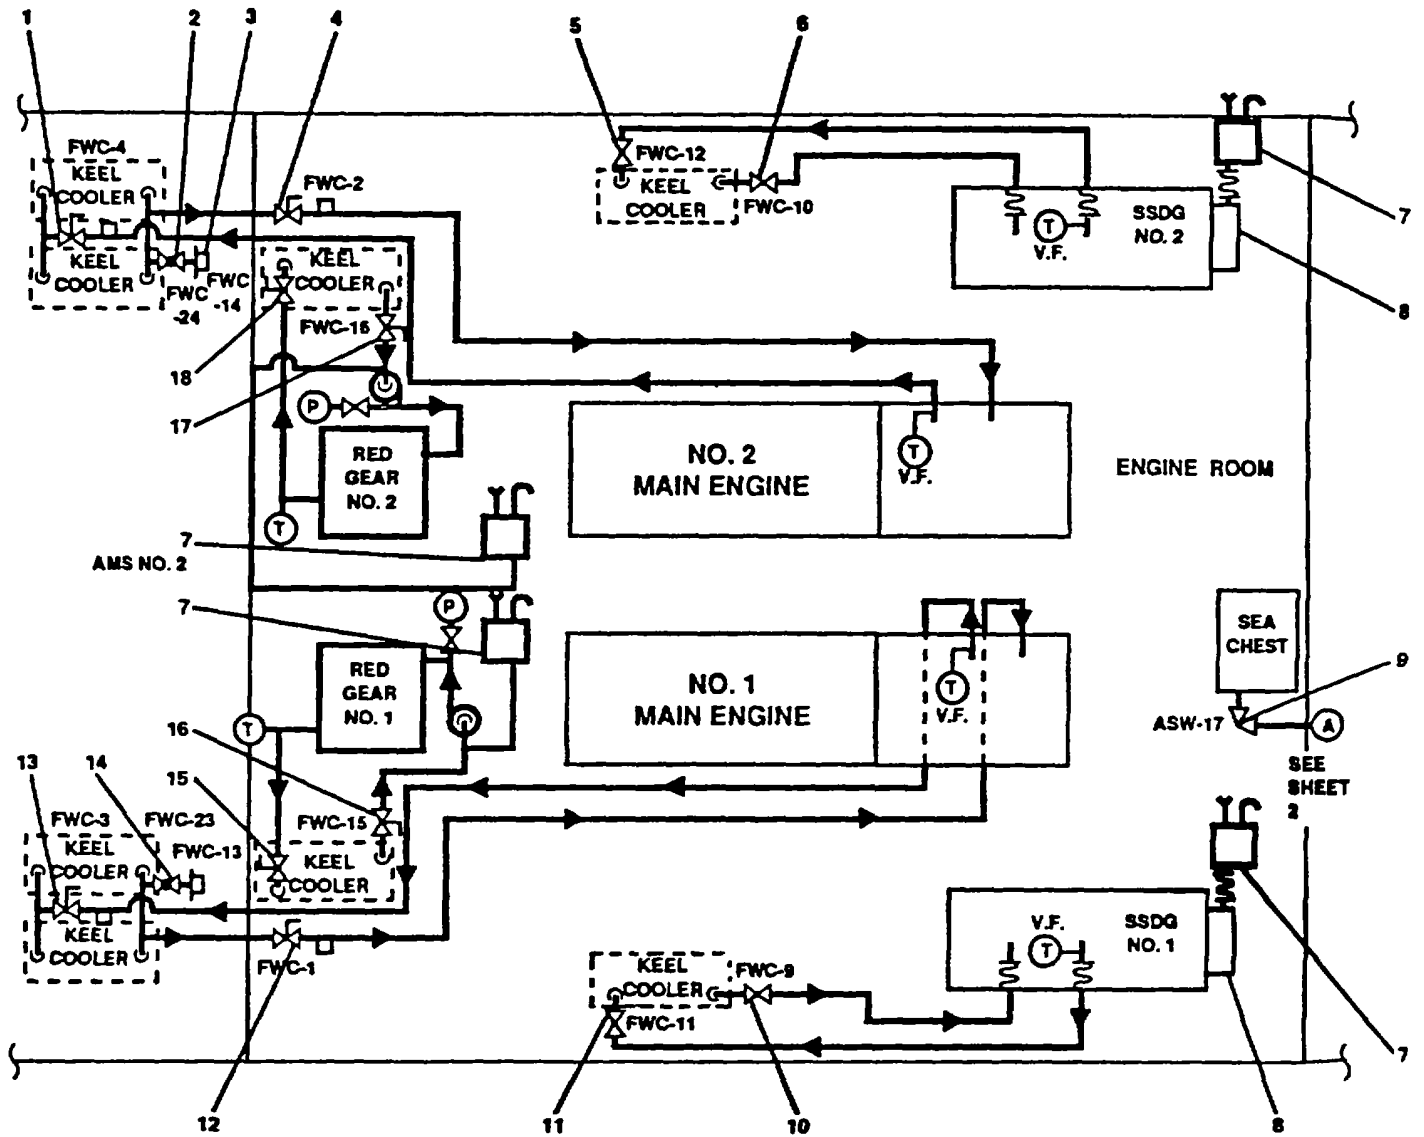 1 2 3 4 5 6
FWC-4
KEEL
COOLER
KEEL
COOLER
FWC-2
FWC
-14
FWC
-24
KEEL
COOLER
FWC-16
18
17
FWC-12
KEEL
COOLER
FWC-10
SSDG
NO. 2
T
V.F.
7
8
P
RED
GEAR
NO. 2
T
NO. 2
MAIN ENGINE
T
V.F.
ENGINE ROOM
7
AMS NO. 2
7
P
RED
GEAR
NO. 1
T
16
NO. 1
MAIN ENGINE
T
V.F.
SEA
CHEST
9
ASW-17
A
SEE
SHEET
2
13 14 15
FWC-3
FWC-23
FWC-13
KEEL
COOLER
KEEL
COOLER
FWC-15
KEEL
COOLER
FWC-1
KEEL
COOLER
FWC-9
FWC-11
V.F.
T
SSDG
NO. 1
7
12 11 10 8